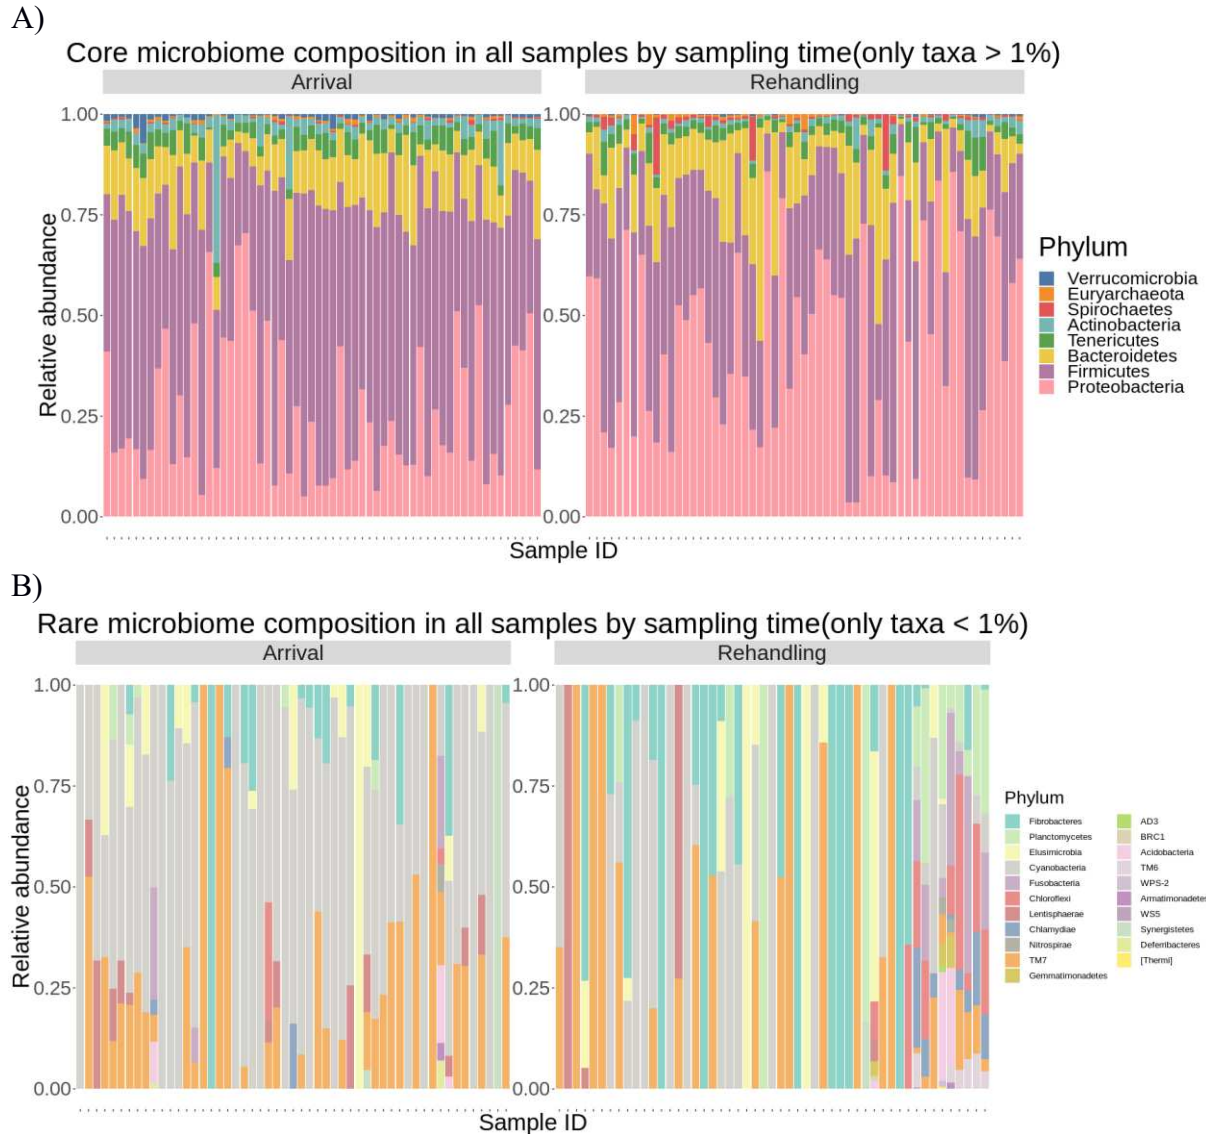 A)
Core microbiome composition in all samples by sampling time(only taxa > 1%)
Arrival
Rehandling
Relative abundance
1.00
0.75
0.50
0.25
0.00
1.00
0.75
0.50
0.25
0.00
Sample ID
Phylum
Verrucomicrobia
Euryarchaeota
Spirochaetes
Actinobacteria
Tenericutes
Bacteroidetes
Firmicutes
Proteobacteria
B)
Rare microbiome composition in all samples by sampling time(only taxa < 1%)
Arrival
Rehandling
Relative abundance
1.00
0.75
0.50
0.25
0.00
1.00
0.75
0.50
0.25
0.00
Sample ID
Phylum
Fibrobacteres
Planctomycetes
Elusimicrobia
Cyanobacteria
Fusobacteria
Chloroflexi
Lentisphaerae
Chlamydiae
Nitrospirae
TM7
Gemmatimonadetes
AD3
BRC1
Acidobacteria
TM6
WPS-2
Armatimonadetes
WS5
Synergistetes
Deferribacteres
[Thermi]